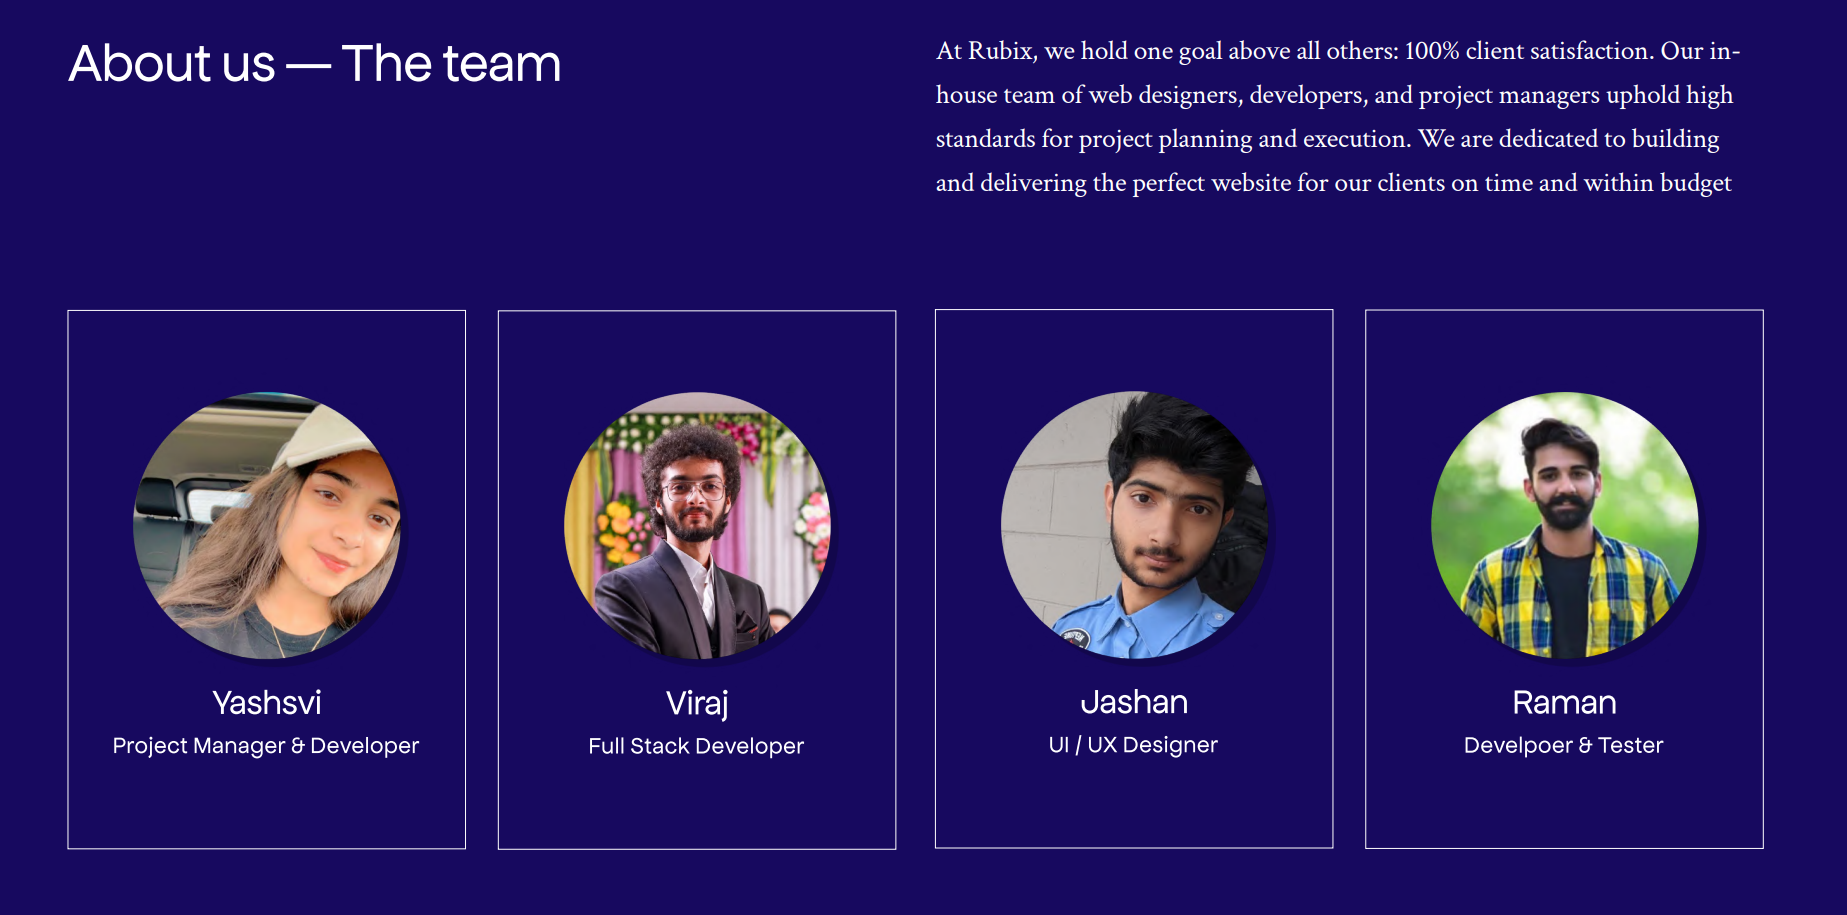 About us — The team
At Rubix, we hold one goal above all others: 100% client satisfaction. Our in-
house team of web designers, developers, and project managers uphold high
standards for project planning and execution. We are dedicated to building
and delivering the perfect website for our clients on time and within budget
Yashsvi
Project Manager & Developer
Viraj
Full Stack Developer
Jashan
UI / UX Designer
Raman
Develpoer & Tester